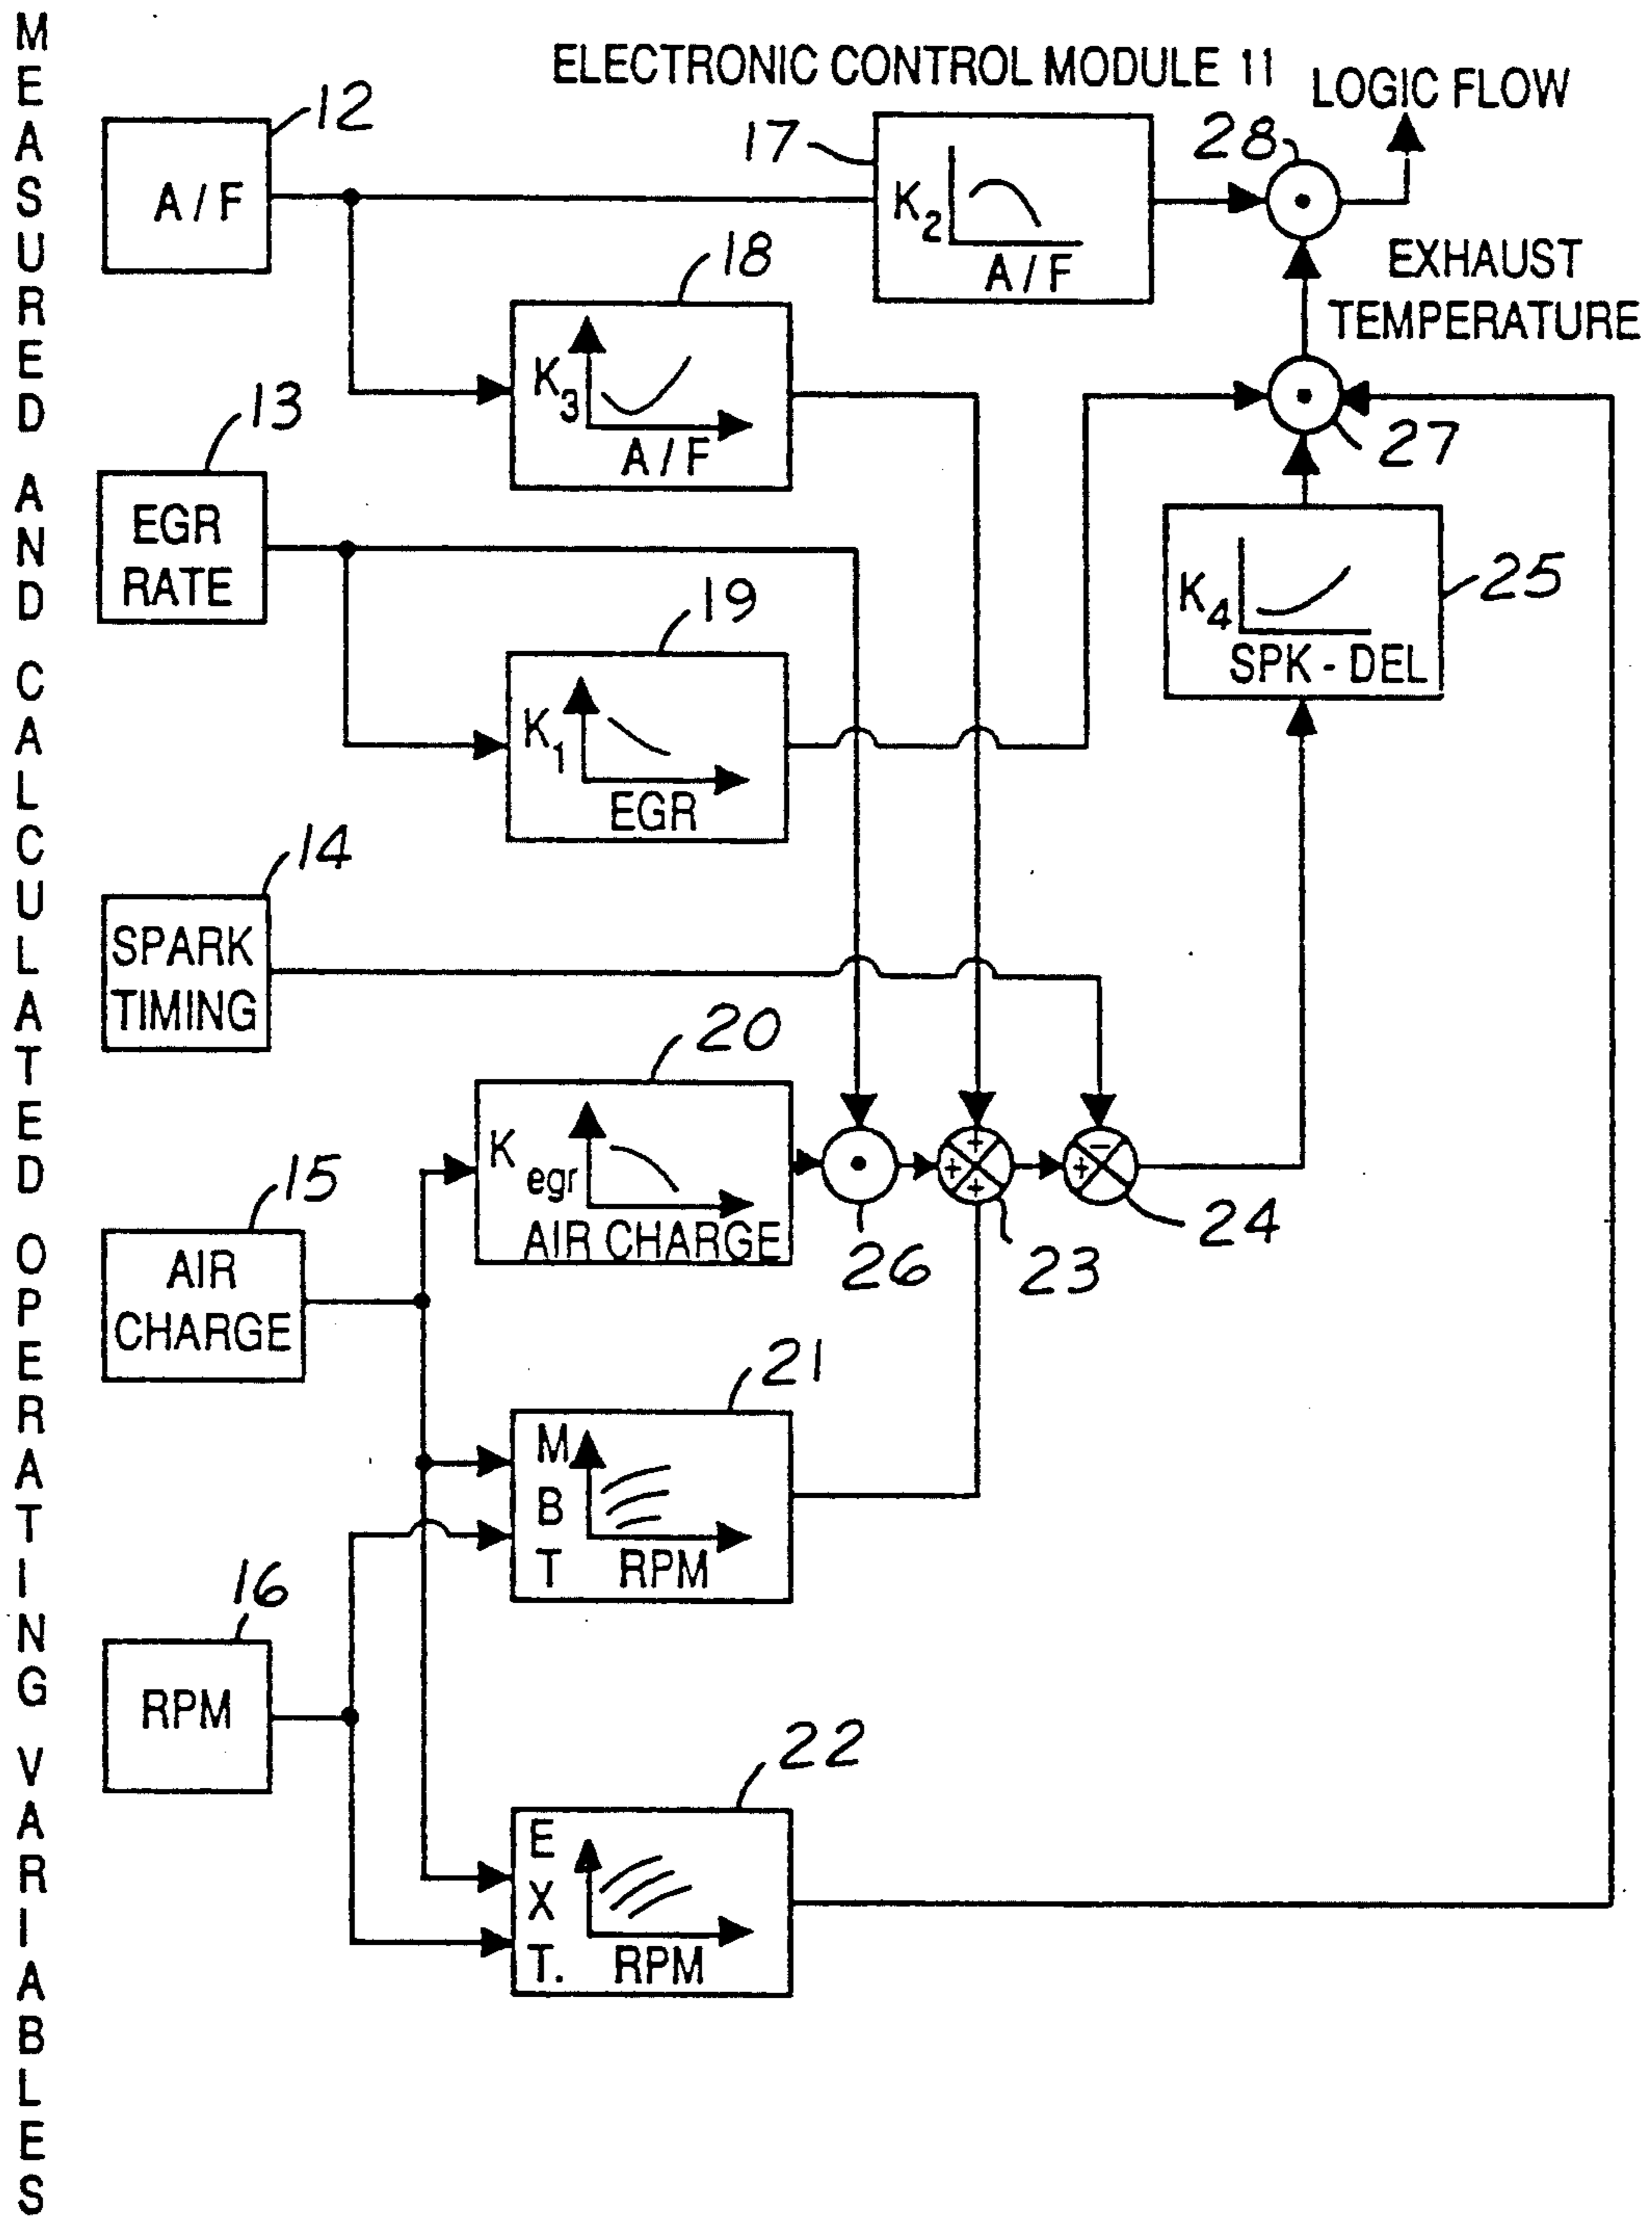 MEASURED AND CALCULATED OPERATING VARIABLES
ELECTRONIC CONTROL MODULE 11
LOGIC FLOW
12
A/F
17
K2
A/F
28
EXHAUST
TEMPERATURE
18
K3
A/F
27
13
EGR
RATE
19
K1
EGR
25
K4
SPK-DEL
14
SPARK
TIMING
20
K egr
AIR CHARGE
26
+
+
+
23
-
+
24
15
AIR
CHARGE
21
M
B
T
RPM
16
RPM
22
E
X
T.
RPM